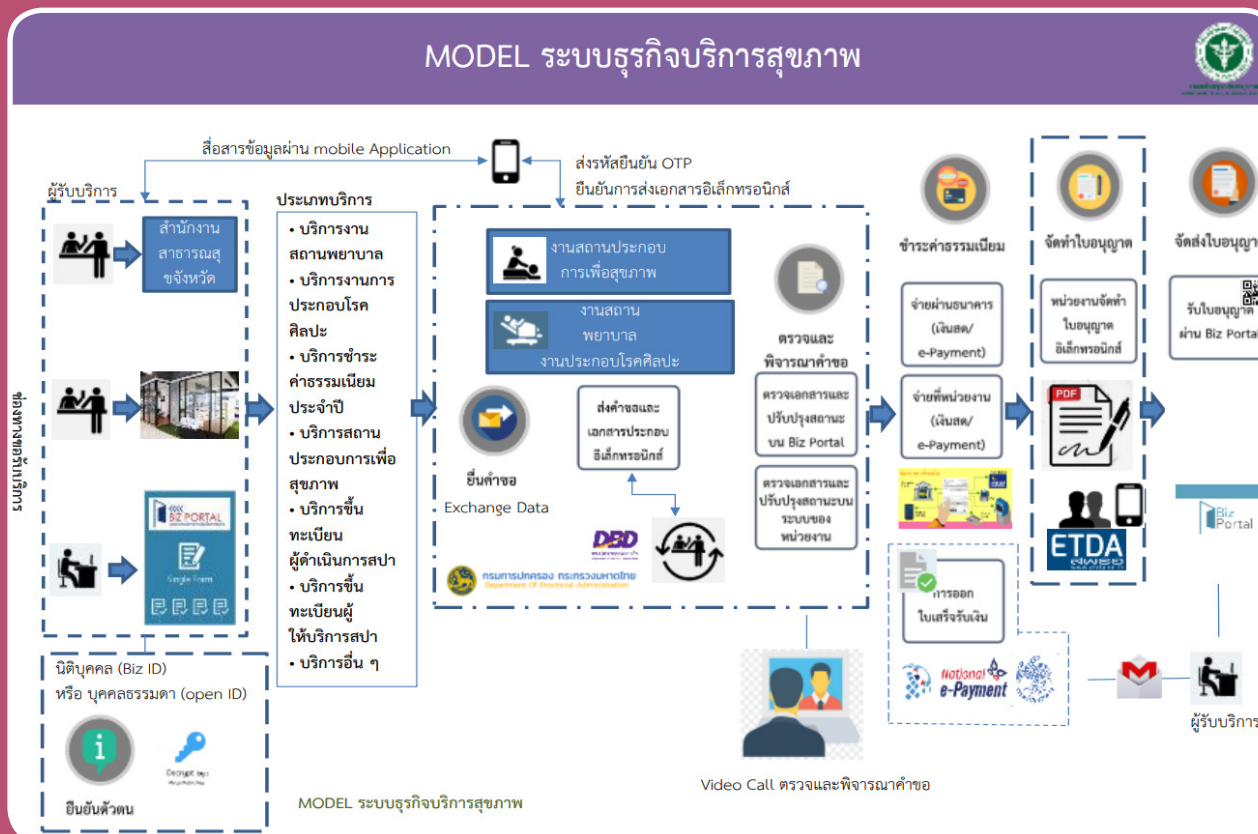 MODEL ระบบธุรกิจบริการสุขภาพ
สื่อสารข้อมูลผ่าน mobile Application
ส่งรหัสยืนยัน OTP
ยืนยันการส่งเอกสารอิเล็กทรอนิกส์
ช่องทางขอรับบริการ
ผู้รับบริการ
สำนักงาน
สาธารณสุ
ขจังหวัด
BIZ PORTAL
Single Form
นิติบุคคล (Biz ID)
หรือ บุคคลธรรมดา (open ID)
ยืนยันตัวตน
ประเภทบริการ
• บริการงาน
สถานพยาบาล
• บริการงานการ
ประกอบโรค
ศิลปะ
• บริการชำระ
ค่าธรรมเนียม
ประจำปี
• บริการสถาน
ประกอบการเพื่อ
สุขภาพ
• บริการขึ้น
ทะเบียน
ผู้ดำเนินการสปา
• บริการขึ้น
ทะเบียนผู้
ให้บริการสปา
• บริการอื่น ๆ
งานสถานประกอบ
การเพื่อสุขภาพ
งานสถาน
พยาบาล
งานประกอบโรคศิลปะ
ยื่นคำขอ
Exchange Data
ส่งคำขอและ
เอกสารประกอบ
อิเล็กทรอนิกส์
DBD
กรมการปกครอง กระทรวงมหาดไทย
Department Of Provincial Administration
ตรวจและ
พิจารณาคำขอ
ตรวจเอกสารและ
ปรับปรุงสถานะ
บน Biz Portal
ตรวจเอกสารและ
ปรับปรุงสถานะบน
ระบบของ
หน่วยงาน
Video Call ตรวจและพิจารณาคำขอ
ชำระค่าธรรมเนียม
จ่ายผ่านธนาคาร
(เงินสด/
e-Payment)
จ่ายที่หน่วยงาน
(เงินสด/
e-Payment)
การออก
ใบเสร็จรับเงิน
National
e-Payment
จัดทำใบอนุญาต
หน่วยงานจัดทำ
ใบอนุญาต
อิเล็กทรอนิกส์
PDF
ETDA
สพธอ
จัดส่งใบอนุญา
รับใบอนุญาต
ผ่าน Biz Portal
Biz
Portal
ผู้รับบริการ
MODEL ระบบธุรกิจบริการสุขภาพ